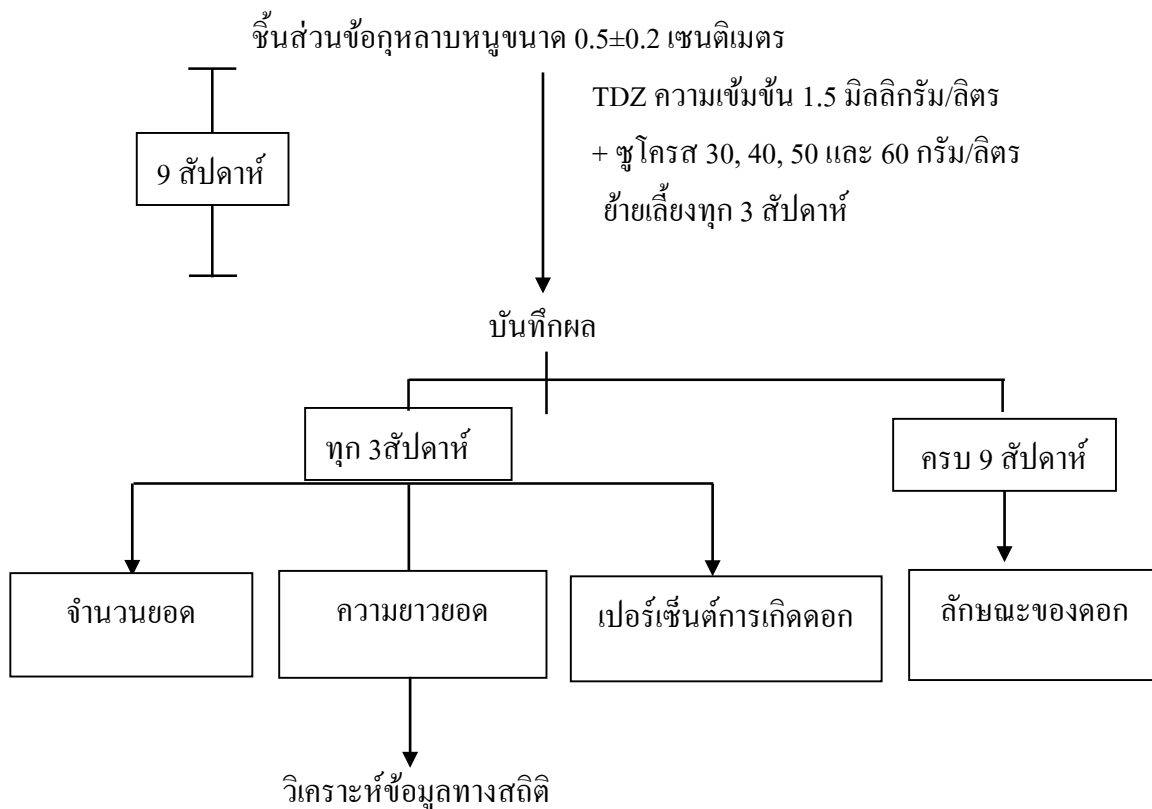 ชิ้นส่วนข้อกุหลาบหนูขนาด 0.5±0.2 เซนติเมตร
TDZ ความเข้มข้น 1.5 มิลลิกรัม/ลิตร
+ ซูโครส 30, 40, 50 และ 60 กรัม/ลิตร
ย้ายเลี้ยงทุก 3 สัปดาห์
9 สัปดาห์
บันทึกผล
ทุก 3สัปดาห์
ครบ 9 สัปดาห์
จำนวนยอด
ความยาวยอด
เปอร์เซ็นต์การเกิดดอก
ลักษณะของดอก
วิเคราะห์ข้อมูลทางสถิติ